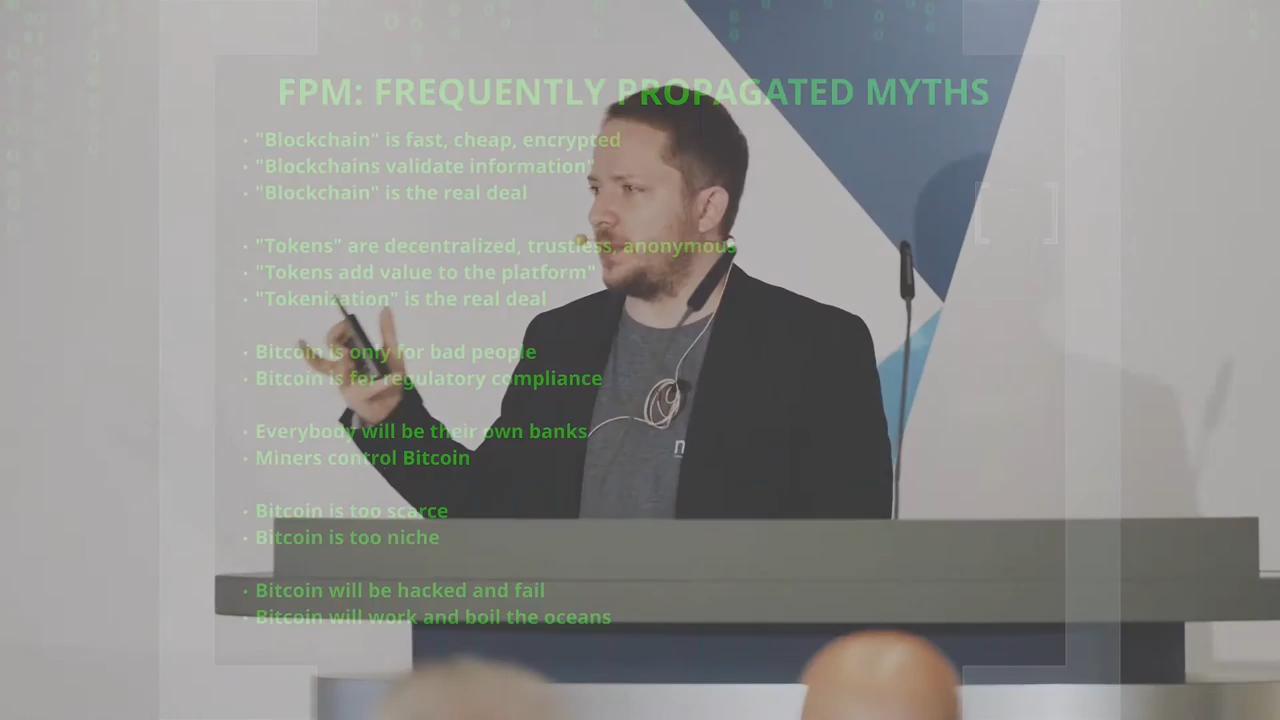 FPM: FREQUENTLY PROPAGATED MYTHS
• "Blockchain" is fast, cheap, encrypted
• "Blockchains validate information"
• "Blockchain" is the real deal
• "Tokens" are decentralized, trustless, anonymous
• "Tokens add value to the platform"
• "Tokenization" is the real deal
• Bitcoin is only for bad people
• Bitcoin is for regulatory compliance
• Everybody will be their own banks
• Miners control Bitcoin
• Bitcoin is too scarce
• Bitcoin is too niche
• Bitcoin will be hacked and fail
• Bitcoin will work and boil the oceans